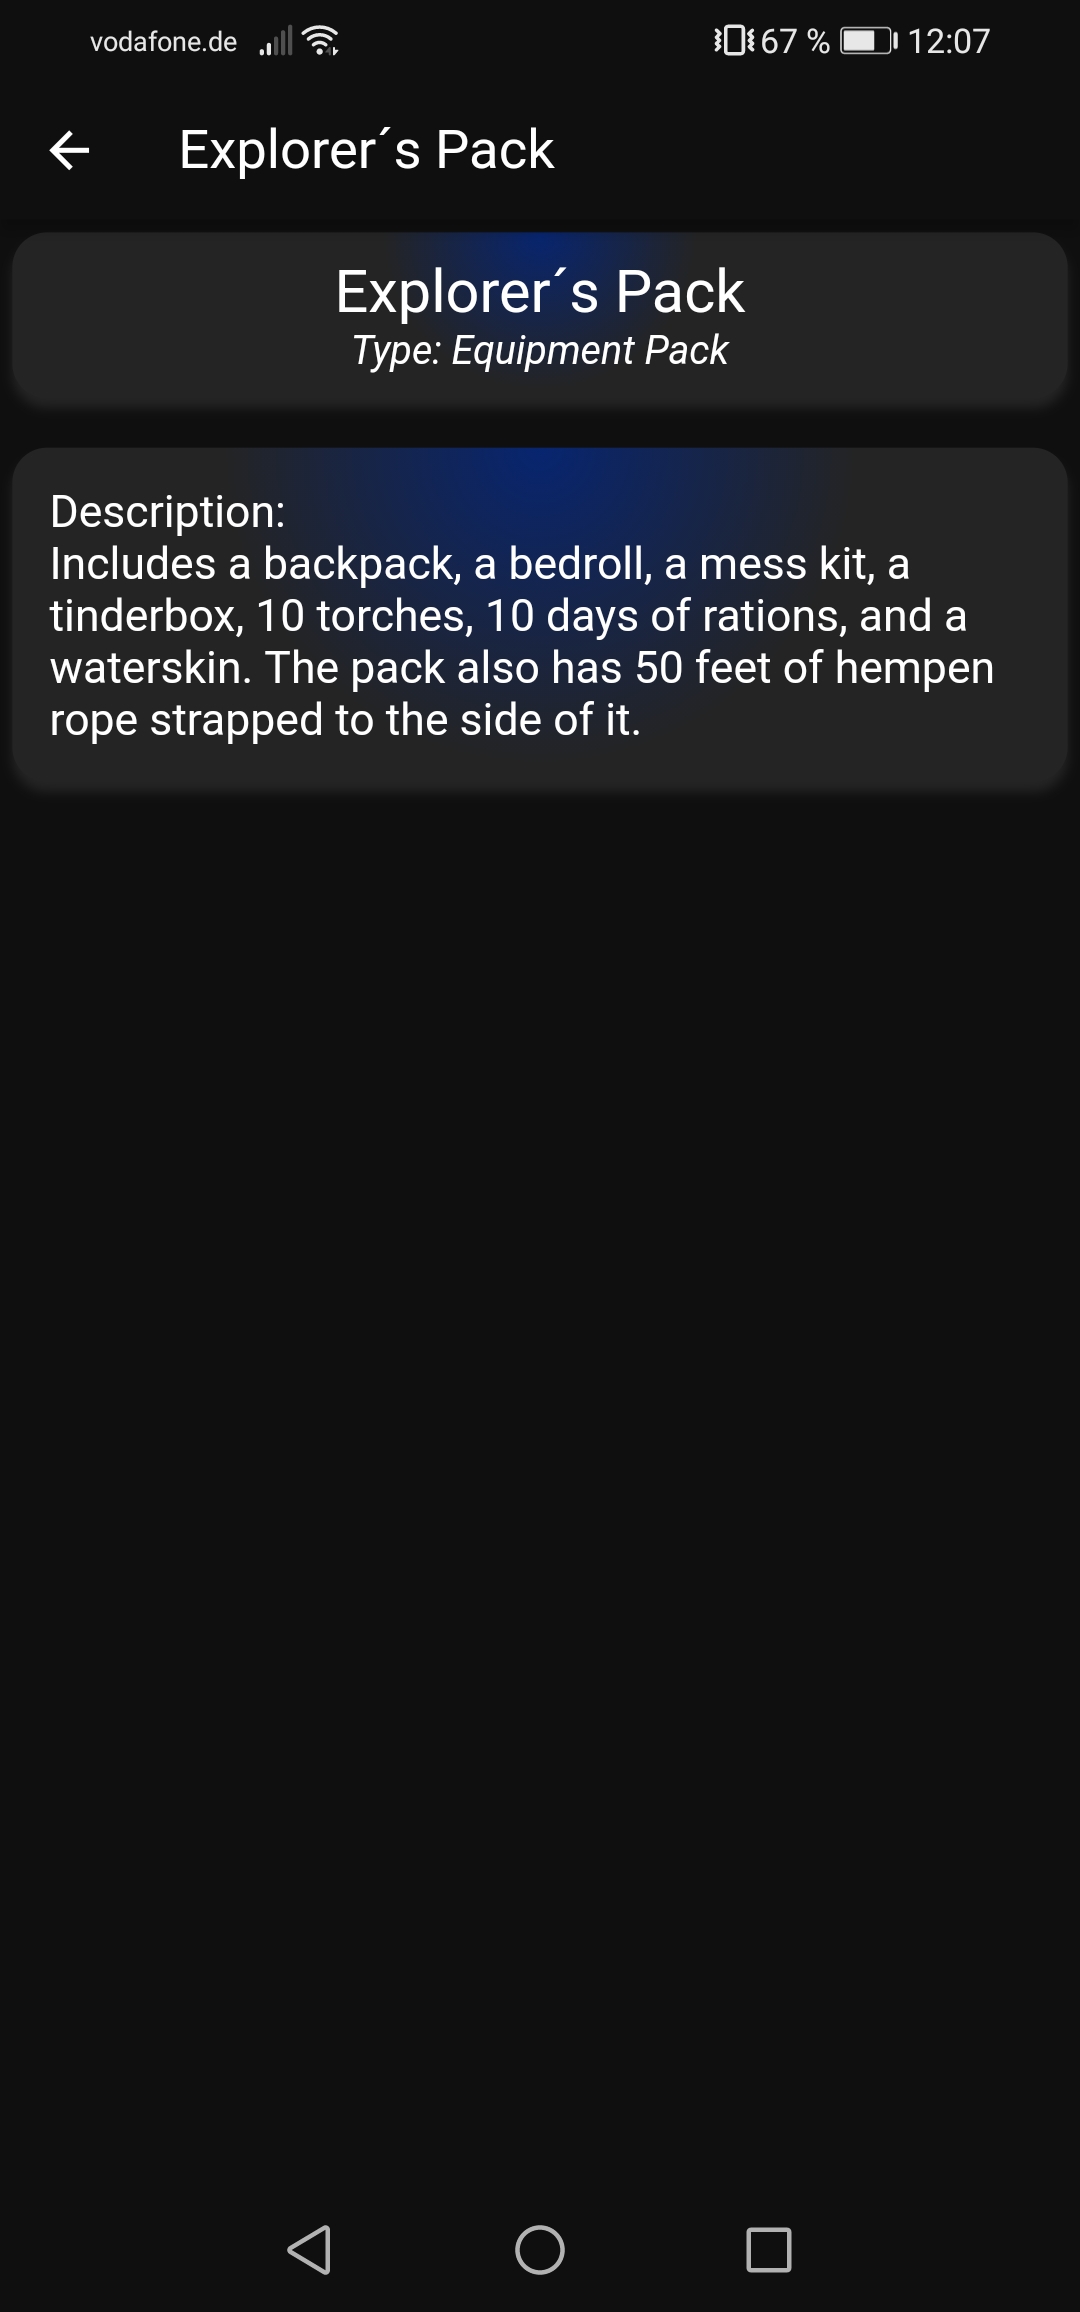 vodafone.de 67 % 12:07
Explorer´s Pack
Explorer´s Pack
Type: Equipment Pack
Description:
Includes a backpack, a bedroll, a mess kit, a
tinderbox, 10 torches, 10 days of rations, and a
waterskin. The pack also has 50 feet of hempen
rope strapped to the side of it.